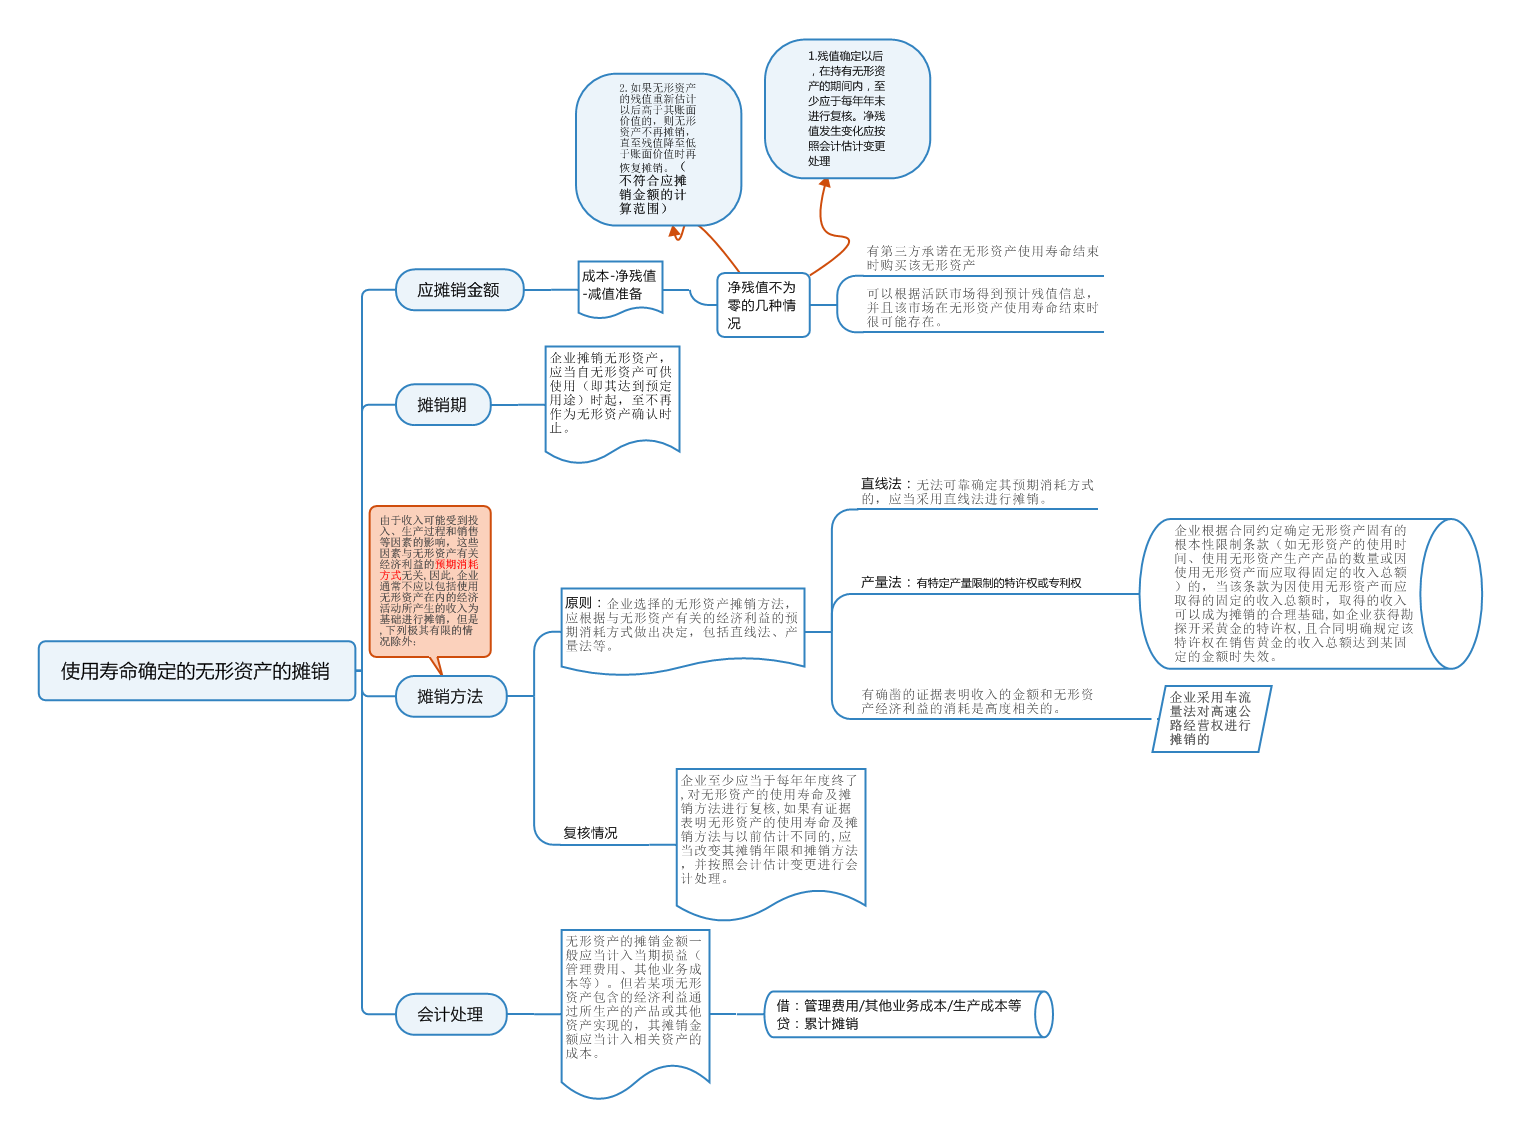 使用寿命确定的无形资产的摊销
应摊销金额
成本-净残值
-减值准备
净残值不为
零的几种情
况
2.如果无形资产
的残值重新估计
以后高于其账面
价值的，则无形
资产不再摊销，
直至残值降至低
于账面价值时再
恢复摊销。（
不符合应摊
销金额的计
算范围）
1.残值确定以后
，在持有无形资
产的期间内，至
少应于每年年末
进行复核。净残
值发生变化应按
照会计估计变更
处理
有第三方承诺在无形资产使用寿命结束
时购买该无形资产
可以根据活跃市场得到预计残值信息，
并且该市场在无形资产使用寿命结束时
很可能存在。
摊销期
企业摊销无形资产，
应当自无形资产可供
使用（即其达到预定
用途）时起，至不再
作为无形资产确认时
止。
由于收入可能受到投
入、生产过程和销售
等因素的影响，这些
因素与无形资产有关
经济利益的预期消耗
方式无关,因此,企业
通常不应以包括使用
无形资产在内的经济
活动所产生的收入为
基础进行摊销，但是
,下列极其有限的情
况除外：
摊销方法
原则：企业选择的无形资产摊销方法，
应根据与无形资产有关的经济利益的预
期消耗方式做出决定，包括直线法、产
量法等。
直线法：无法可靠确定其预期消耗方式
的，应当采用直线法进行摊销。
产量法：有特定产量限制的特许权或专利权
企业根据合同约定确定无形资产固有的
根本性限制条款（如无形资产的使用时
间、使用无形资产生产产品的数量或因
使用无形资产而应取得固定的收入总额
）的，当该条款为因使用无形资产而应
取得的固定的收入总额时，取得的收入
可以成为摊销的合理基础,如企业获得勘
探开采黄金的特许权,且合同明确规定该
特许权在销售黄金的收入总额达到某固
定的金额时失效。
有确凿的证据表明收入的金额和无形资
产经济利益的消耗是高度相关的。
企业采用车流
量法对高速公
路经营权进行
摊销的
复核情况
企业至少应当于每年年度终了
,对无形资产的使用寿命及摊
销方法进行复核,如果有证据
表明无形资产的使用寿命及摊
销方法与以前估计不同的,应
当改变其摊销年限和摊销方法
，并按照会计估计变更进行会
计处理。
会计处理
无形资产的摊销金额一
般应当计入当期损益（
管理费用、其他业务成
本等）。但若某项无形
资产包含的经济利益通
过所生产的产品或其他
资产实现的，其摊销金
额应当计入相关资产的
成本。
借：管理费用/其他业务成本/生产成本等
贷：累计摊销